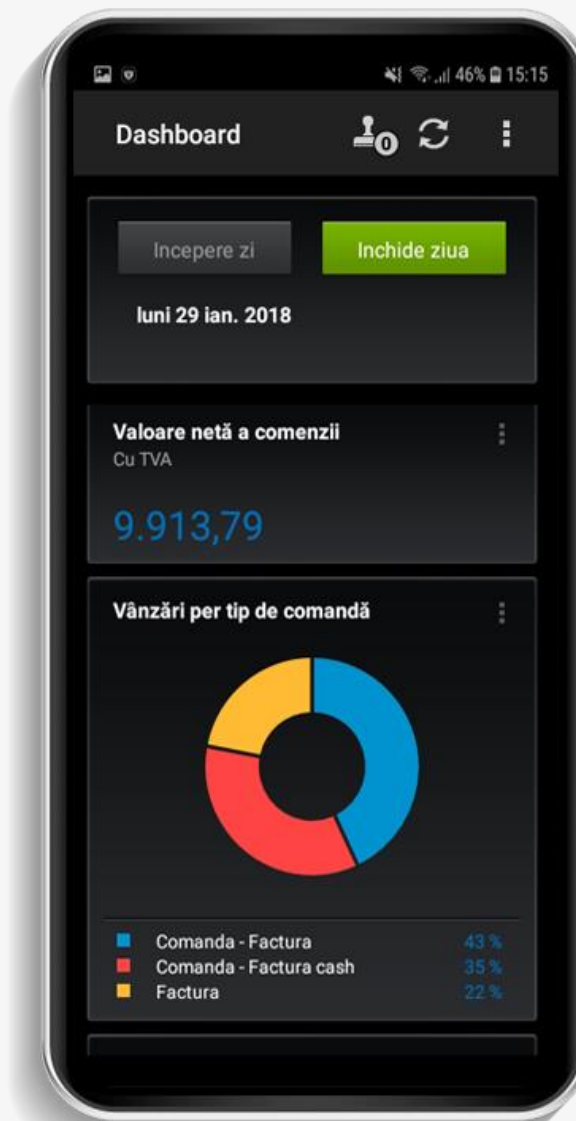 46% 15:15
Dashboard 0
Incepere zi Inchide ziua
luni 29 ian. 2018
Valoare netă a comenzii
Cu TVA
9.913,79
Vânzări per tip de comandă
Comanda - Factura 43 %
Comanda - Factura cash 35 %
Factura 22 %